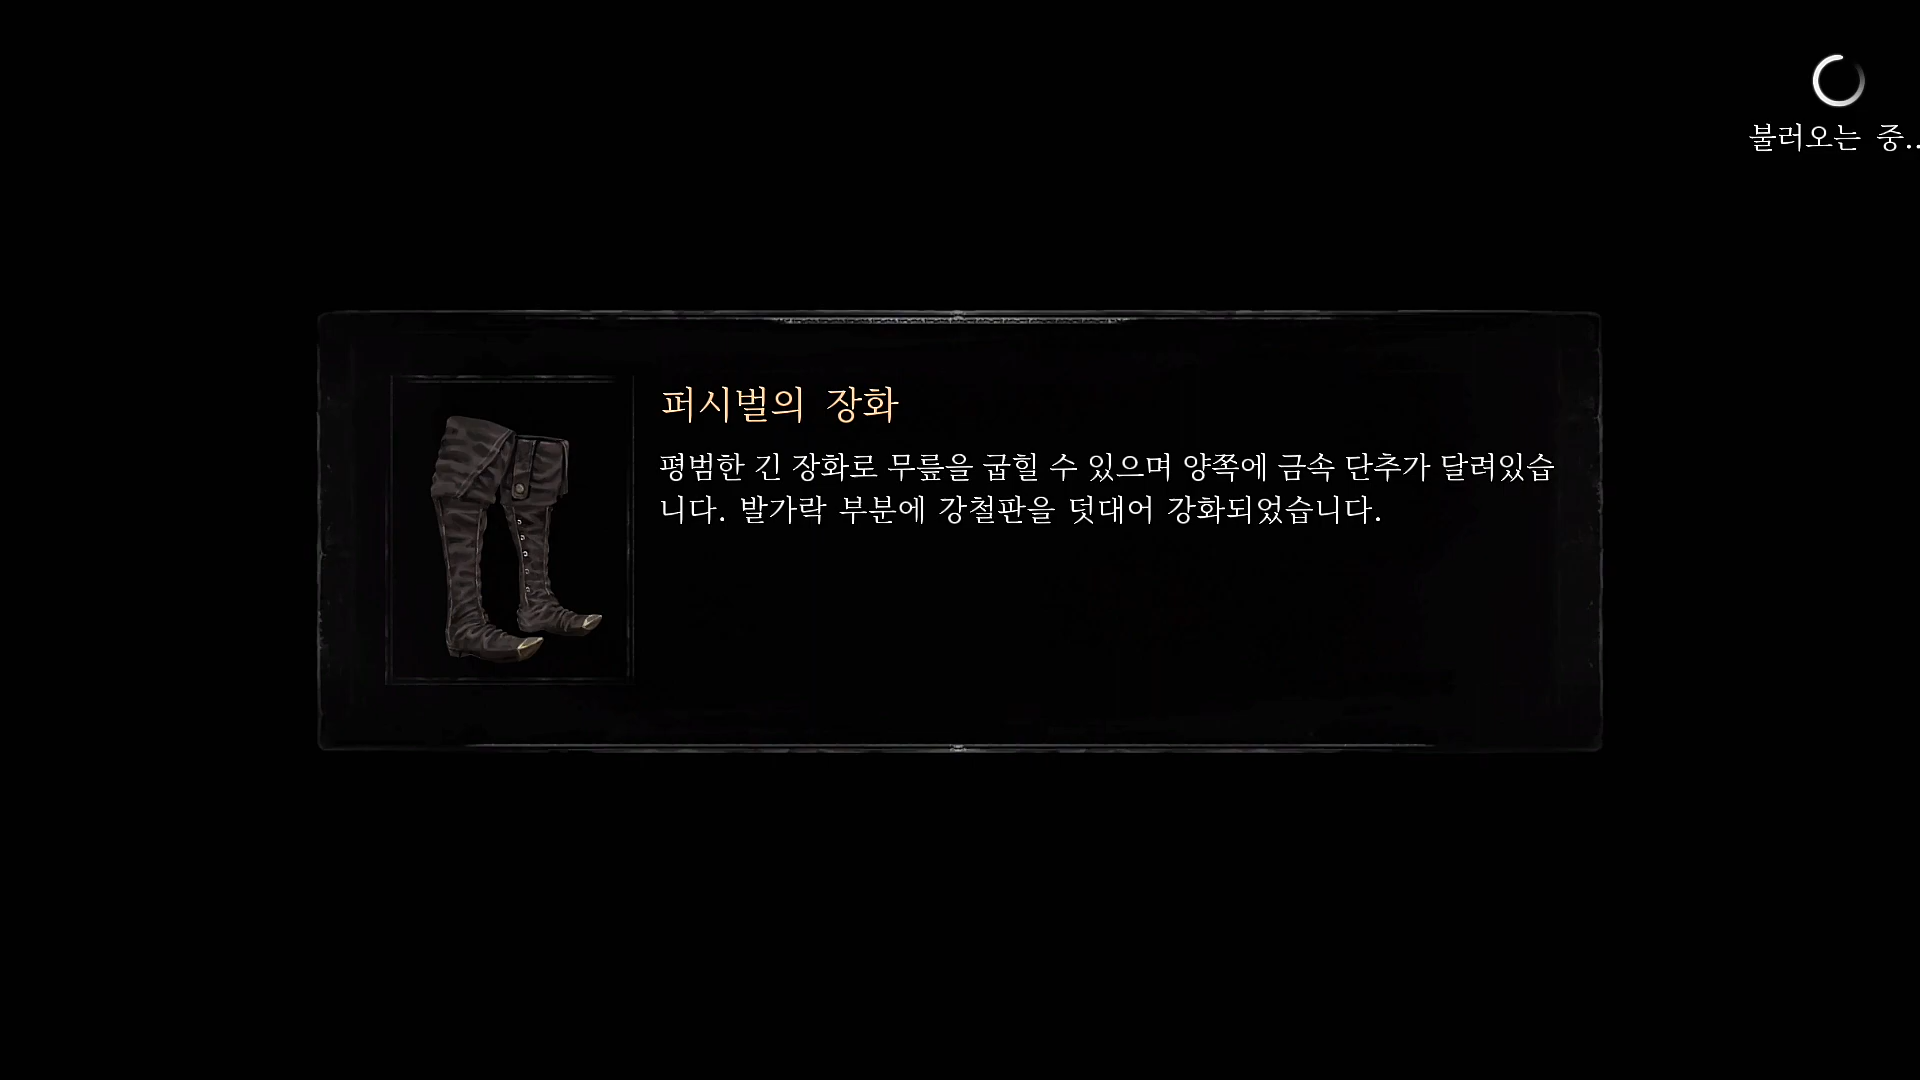 불러오는 중..
퍼시벌의 장화
평범한 긴 장화로 무릎을 굽힐 수 있으며 양쪽에 금속 단추가 달려있습
니다. 발가락 부분에 강철판을 덧대어 강화되었습니다.